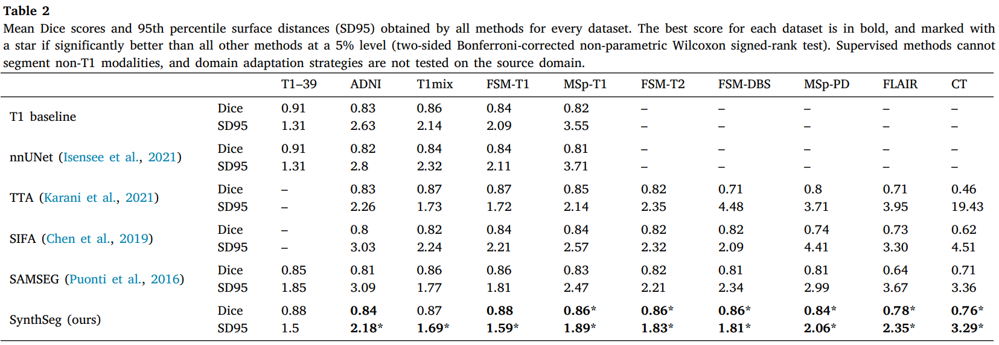 Table 2
Mean Dice scores and 95th percentile surface distances (SD95) obtained by all methods for every dataset. The best score for each dataset is in bold, and marked with
a star if significantly better than all other methods at a 5% level (two-sided Bonferroni-corrected non-parametric Wilcoxon signed-rank test). Supervised methods cannot
segment non-T1 modalities, and domain adaptation strategies are not tested on the source domain.
T1–39 ADNI T1mix FSM-T1 MSp-T1 FSM-T2 FSM-DBS MSp-PD FLAIR CT
T1 baseline
Dice 0.91 0.83 0.86 0.84 0.82 – – – – –
SD95 1.31 2.63 2.14 2.09 3.55 – – – – –
nnUNet (Isensee et al., 2021)
Dice 0.91 0.82 0.84 0.84 0.81 – – – – –
SD95 1.31 2.8 2.32 2.11 3.71 – – – – –
TTA (Karani et al., 2021)
Dice – 0.83 0.87 0.87 0.85 0.82 0.71 0.8 0.71 0.46
SD95 – 2.26 1.73 1.72 2.14 2.35 4.48 3.71 3.95 19.43
SIFA (Chen et al., 2019)
Dice – 0.8 0.82 0.84 0.84 0.82 0.82 0.74 0.73 0.62
SD95 – 3.03 2.24 2.21 2.57 2.32 2.09 4.41 3.30 4.51
SAMSEG (Puonti et al., 2016)
Dice 0.85 0.81 0.86 0.86 0.83 0.82 0.81 0.81 0.64 0.71
SD95 1.85 3.09 1.77 1.81 2.47 2.21 2.34 2.99 3.67 3.36
SynthSeg (ours)
Dice 0.88 0.84 0.87 0.88 0.86* 0.86* 0.86* 0.84* 0.78* 0.76*
SD95 1.5 2.18* 1.69* 1.59* 1.89* 1.83* 1.81* 2.06* 2.35* 3.29*